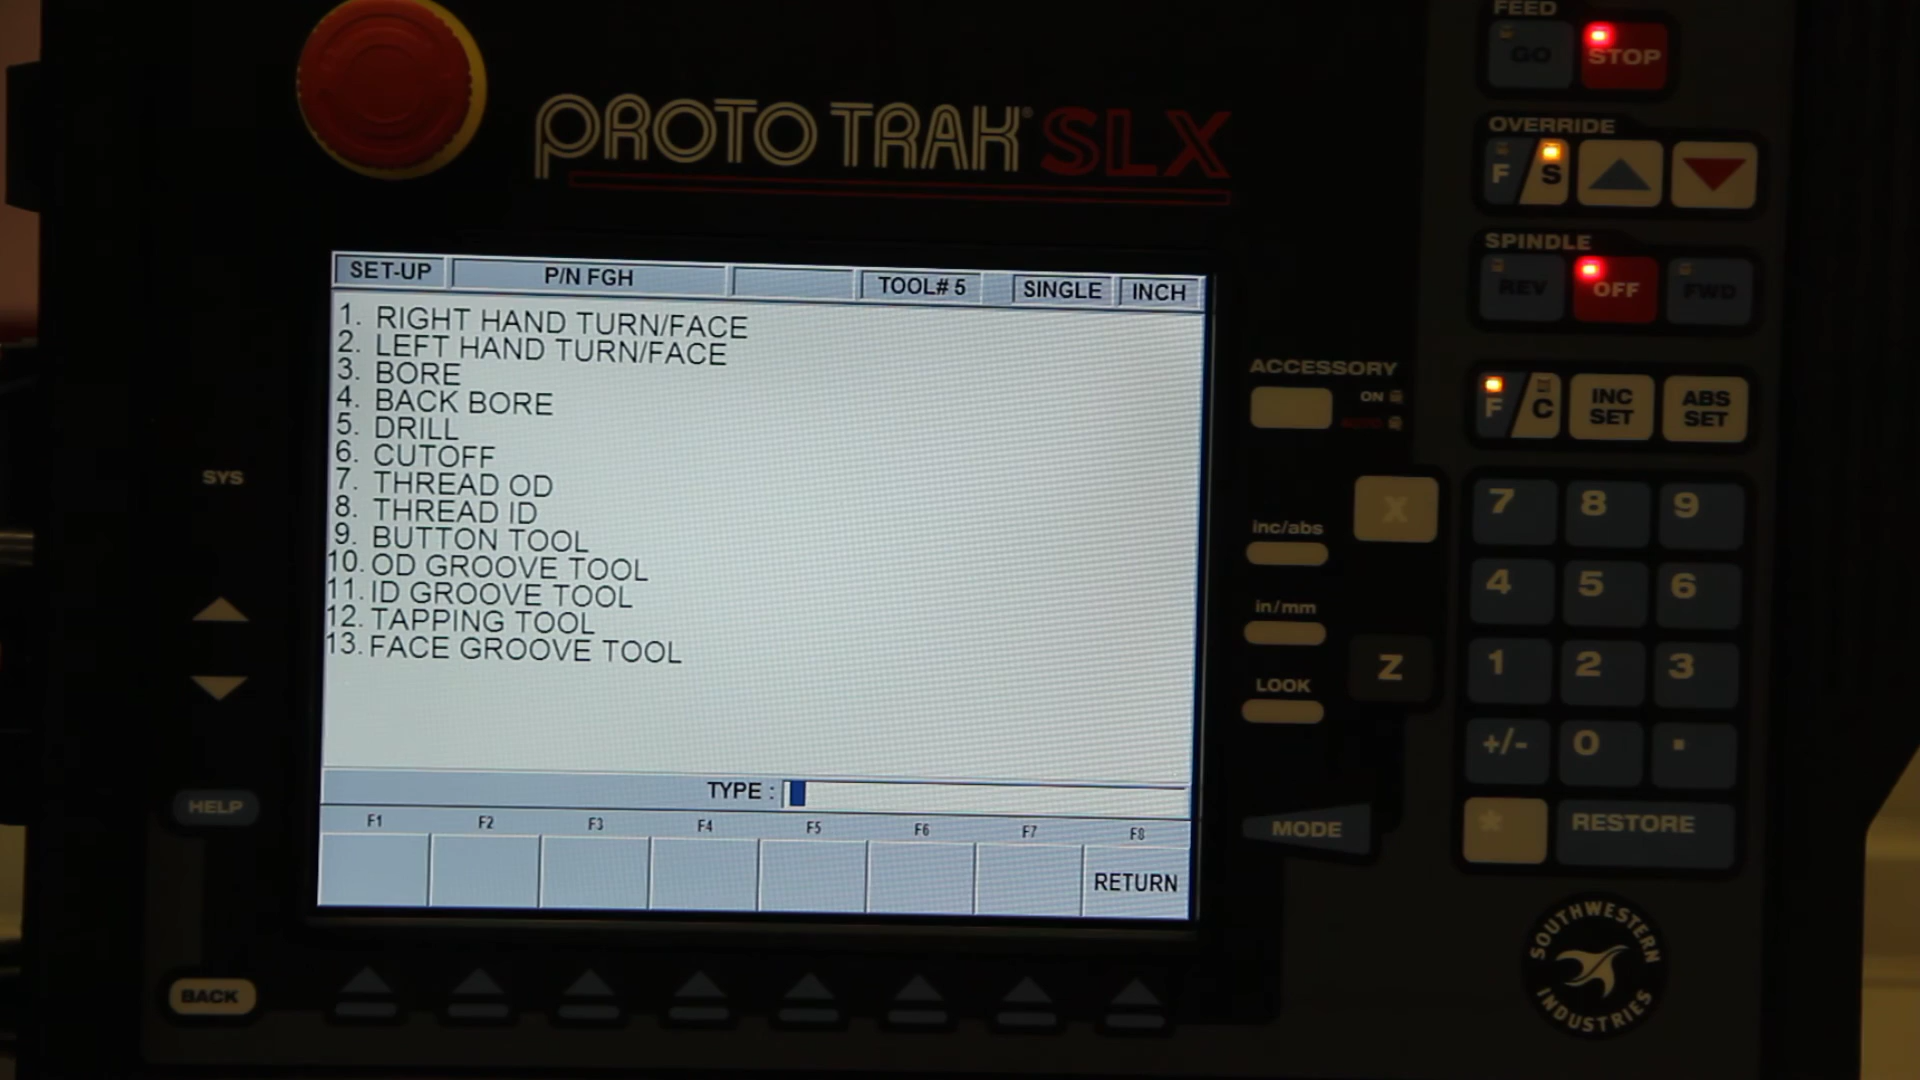 FEED
GO STOP
PROTOTRAK® SLX
OVERRIDE
F S
SPINDLE
REV OFF FWD
SET-UP P/N FGH TOOL# 5 SINGLE INCH
1. RIGHT HAND TURN/FACE
2. LEFT HAND TURN/FACE
3. BORE
4. BACK BORE
5. DRILL
6. CUTOFF
7. THREAD OD
8. THREAD ID
9. BUTTON TOOL
10. OD GROOVE TOOL
11. ID GROOVE TOOL
12. TAPPING TOOL
13. FACE GROOVE TOOL
TYPE :
F1 F2 F3 F4 F5 F6 F7 F8
RETURN
SYS
HELP
BACK
ACCESSORY
ON
F C
INC SET
ABS SET
inc/abs
in/mm
LOOK
X
Z
MODE
7 8 9
4 5 6
1 2 3
+/- 0 .
* RESTORE
SOUTHWESTERN
INDUSTRIES